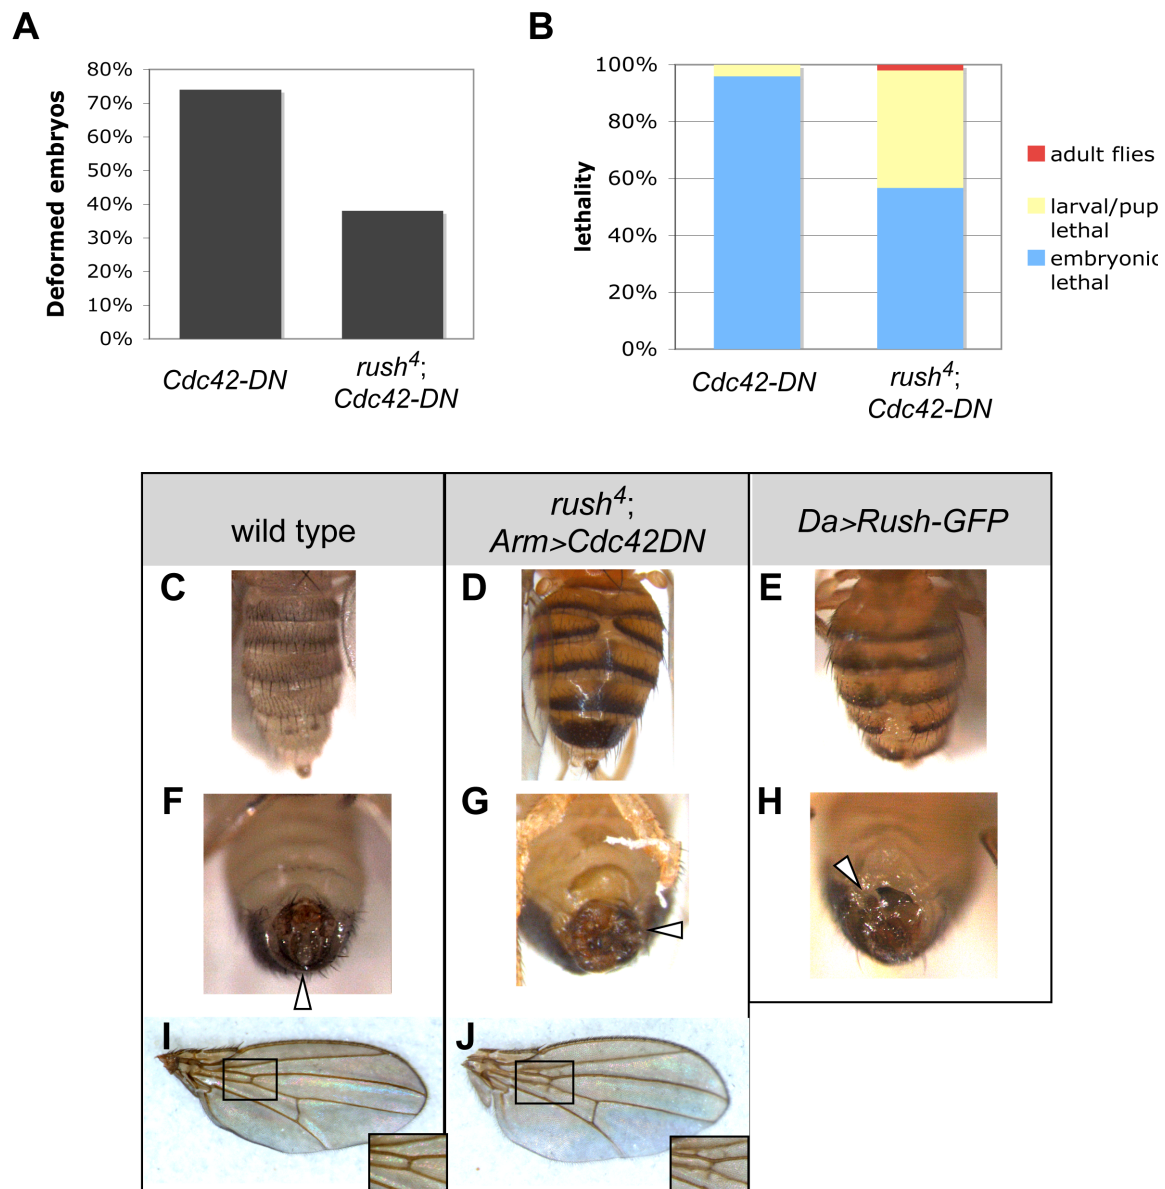 A
B
Deformed embryos
80%
70%
60%
50%
40%
30%
20%
10%
0%
Cdc42-DN
rush4;
Cdc42-DN
lethality
100%
80%
60%
40%
20%
0%
Cdc42-DN
rush4;
Cdc42-DN
adult flies
larval/pup
lethal
embryonic
lethal
wild type
rush4;
Arm>Cdc42DN
Da>Rush-GFP
C
D
E
F
G
H
I
J